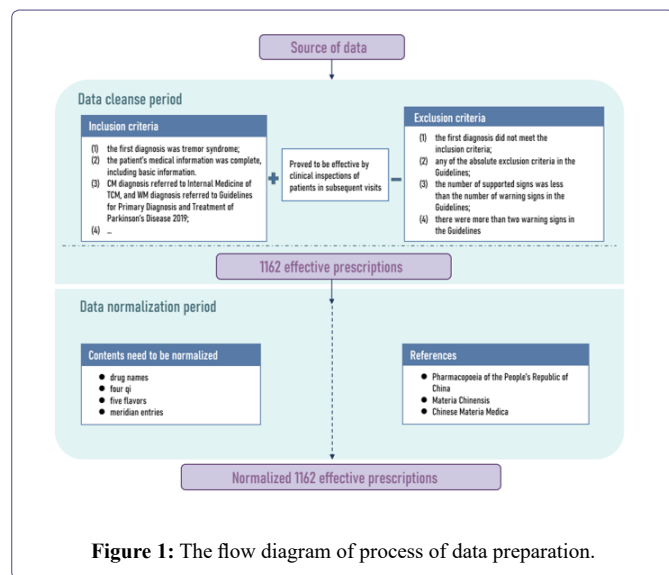 Source of data
Data cleanse period
Inclusion criteria
(1) the first diagnosis was tremor syndrome;
(2) the patient's medical information was complete,
including basic information.
(3) CM diagnosis referred to Internal Medicine of
TCM, and WM diagnosis referred to Guidelines
for Primary Diagnosis and Treatment of
Parkinson's Disease 2019;
(4) ...
+
Proved to be effective by
clinical inspections of
patients in subsequent visits
−
Exclusion criteria
(1) the first diagnosis did not meet the
inclusion criteria;
(2) any of the absolute exclusion criteria in the
Guidelines;
(3) the number of supported signs was less
than the number of warning signs in the
Guidelines;
(4) there were more than two warning signs in
the Guidelines
1162 effective prescriptions
Data normalization period
Contents need to be normalized
● drug names
● four qi
● five flavors
● meridian entries
References
● Pharmacopoeia of the People's Republic of
China
● Materia Chinensis
● Chinese Materia Medica
Normalized 1162 effective prescriptions
Figure 1: The flow diagram of process of data preparation.